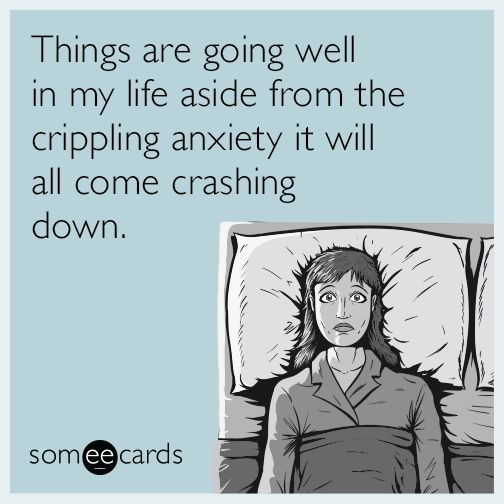 Things are going well
in my life aside from the
crippling anxiety it will
all come crashing
down.
someecards